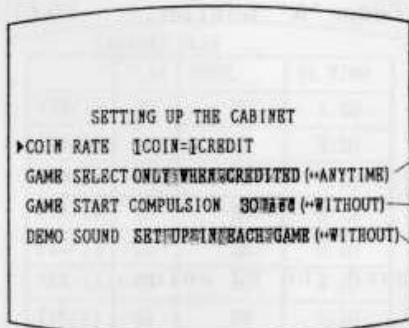 SETTING UP THE CABINET
▶COIN RATE 1COIN=1CREDIT
GAME SELECT ONLY WHEN CREDITED (↔ANYTIME)
GAME START COMPULSION 30 (↔WITHOUT)
DEMO SOUND SET UP IN EACH GAME (↔WITHOUT)